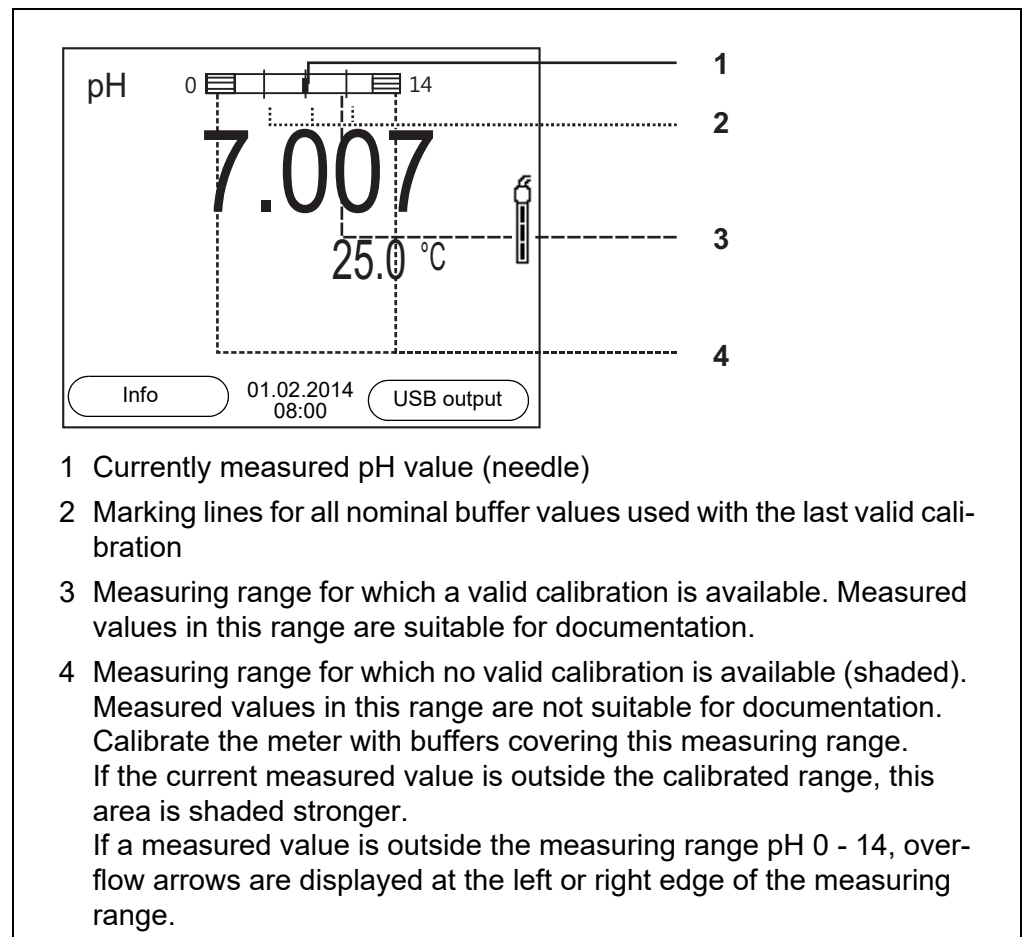 pH 0 14 1
2
7.007
3
25.0 °C
4
Info 01.02.2014 USB output
08:00
1 Currently measured pH value (needle)
2 Marking lines for all nominal buffer values used with the last valid cali-
bration
3 Measuring range for which a valid calibration is available. Measured
values in this range are suitable for documentation.
4 Measuring range for which no valid calibration is available (shaded).
Measured values in this range are not suitable for documentation.
Calibrate the meter with buffers covering this measuring range.
If the current measured value is outside the calibrated range, this
area is shaded stronger.
If a measured value is outside the measuring range pH 0 - 14, over-
flow arrows are displayed at the left or right edge of the measuring
range.